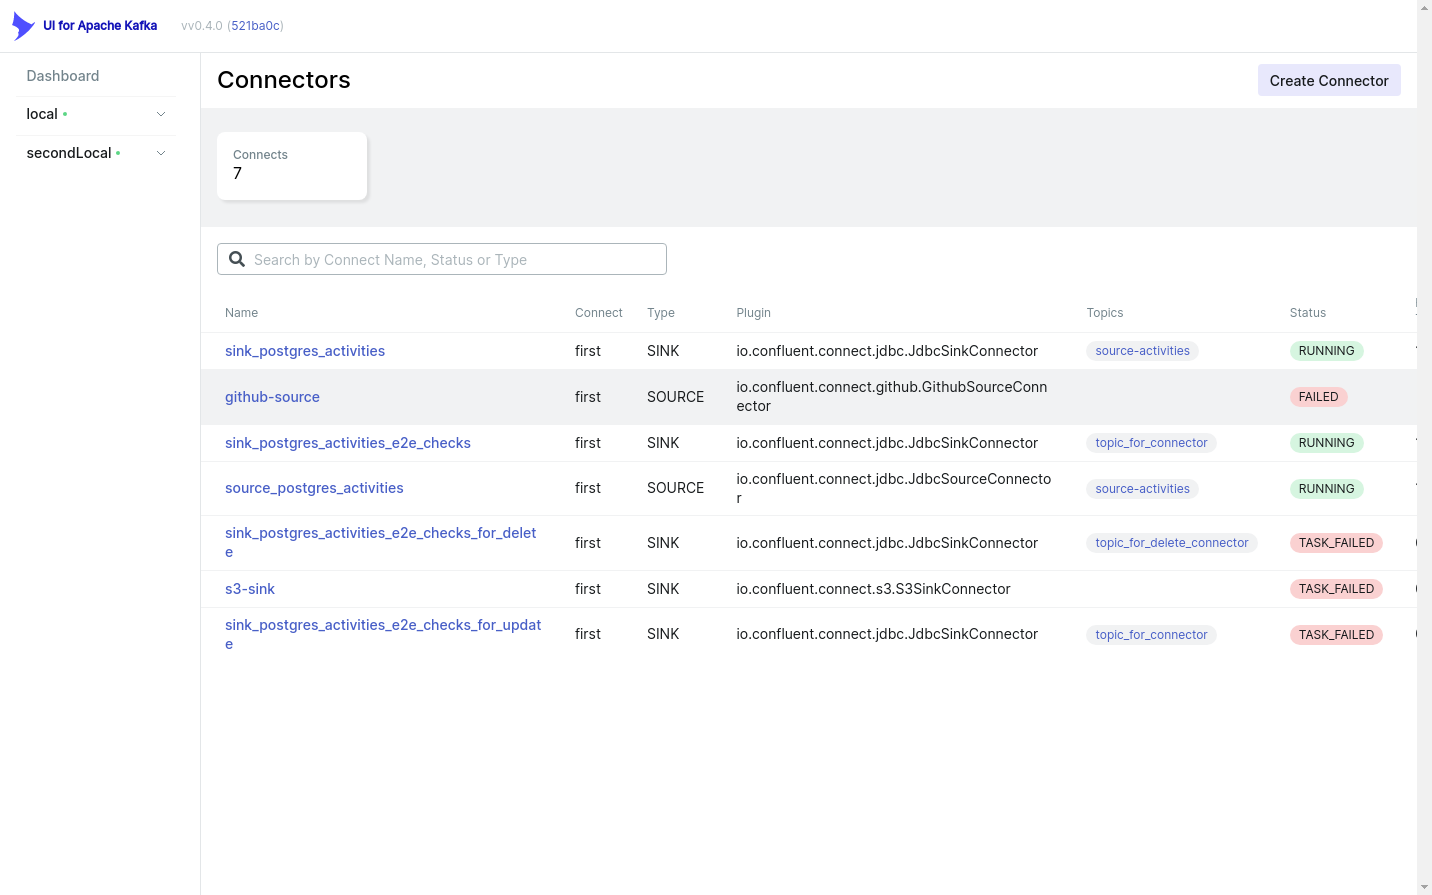 UI for Apache Kafka vv0.4.0 (521ba0c)
Dashboard
local
secondLocal
Connectors
Create Connector
Connects
7
Search by Connect Name, Status or Type
Name Connect Type Plugin Topics Status
sink_postgres_activities first SINK io.confluent.connect.jdbc.JdbcSinkConnector source-activities RUNNING
github-source first SOURCE io.confluent.connect.github.GithubSourceConn
ector FAILED
sink_postgres_activities_e2e_checks first SINK io.confluent.connect.jdbc.JdbcSinkConnector topic_for_connector RUNNING
source_postgres_activities first SOURCE io.confluent.connect.jdbc.JdbcSourceConnecto
r source-activities RUNNING
sink_postgres_activities_e2e_checks_for_delet
e first SINK io.confluent.connect.jdbc.JdbcSinkConnector topic_for_delete_connector TASK_FAILED
s3-sink first SINK io.confluent.connect.s3.S3SinkConnector TASK_FAILED
sink_postgres_activities_e2e_checks_for_updat
e first SINK io.confluent.connect.jdbc.JdbcSinkConnector topic_for_connector TASK_FAILED